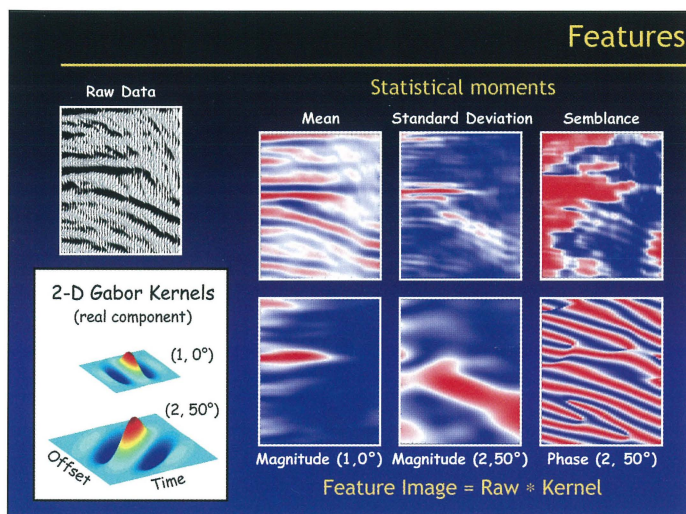 Features
Raw Data
Statistical moments
Mean
Standard Deviation
Semblance
2-D Gabor Kernels
(real component)
(1, 0°)
(2, 50°)
Offset
Time
Magnitude (1,0°)
Magnitude (2,50°)
Phase (2, 50°)
Feature Image = Raw * Kernel